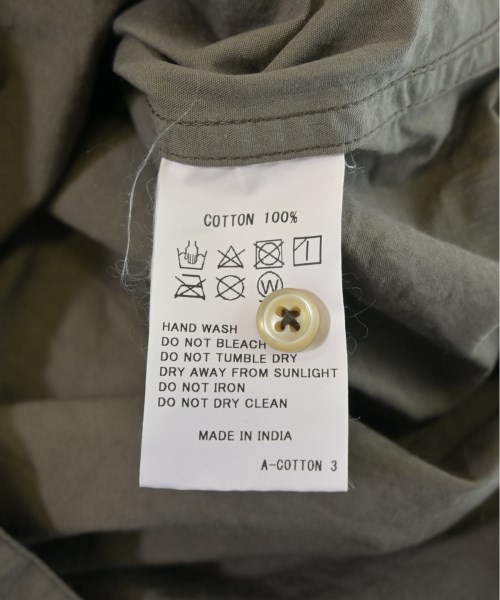 COTTON 100%
W
HAND WASH
DO NOT BLEACH
DO NOT TUMBLE DRY
DRY AWAY FROM SUNLIGHT
DO NOT IRON
DO NOT DRY CLEAN
MADE IN INDIA
A-COTTON 3